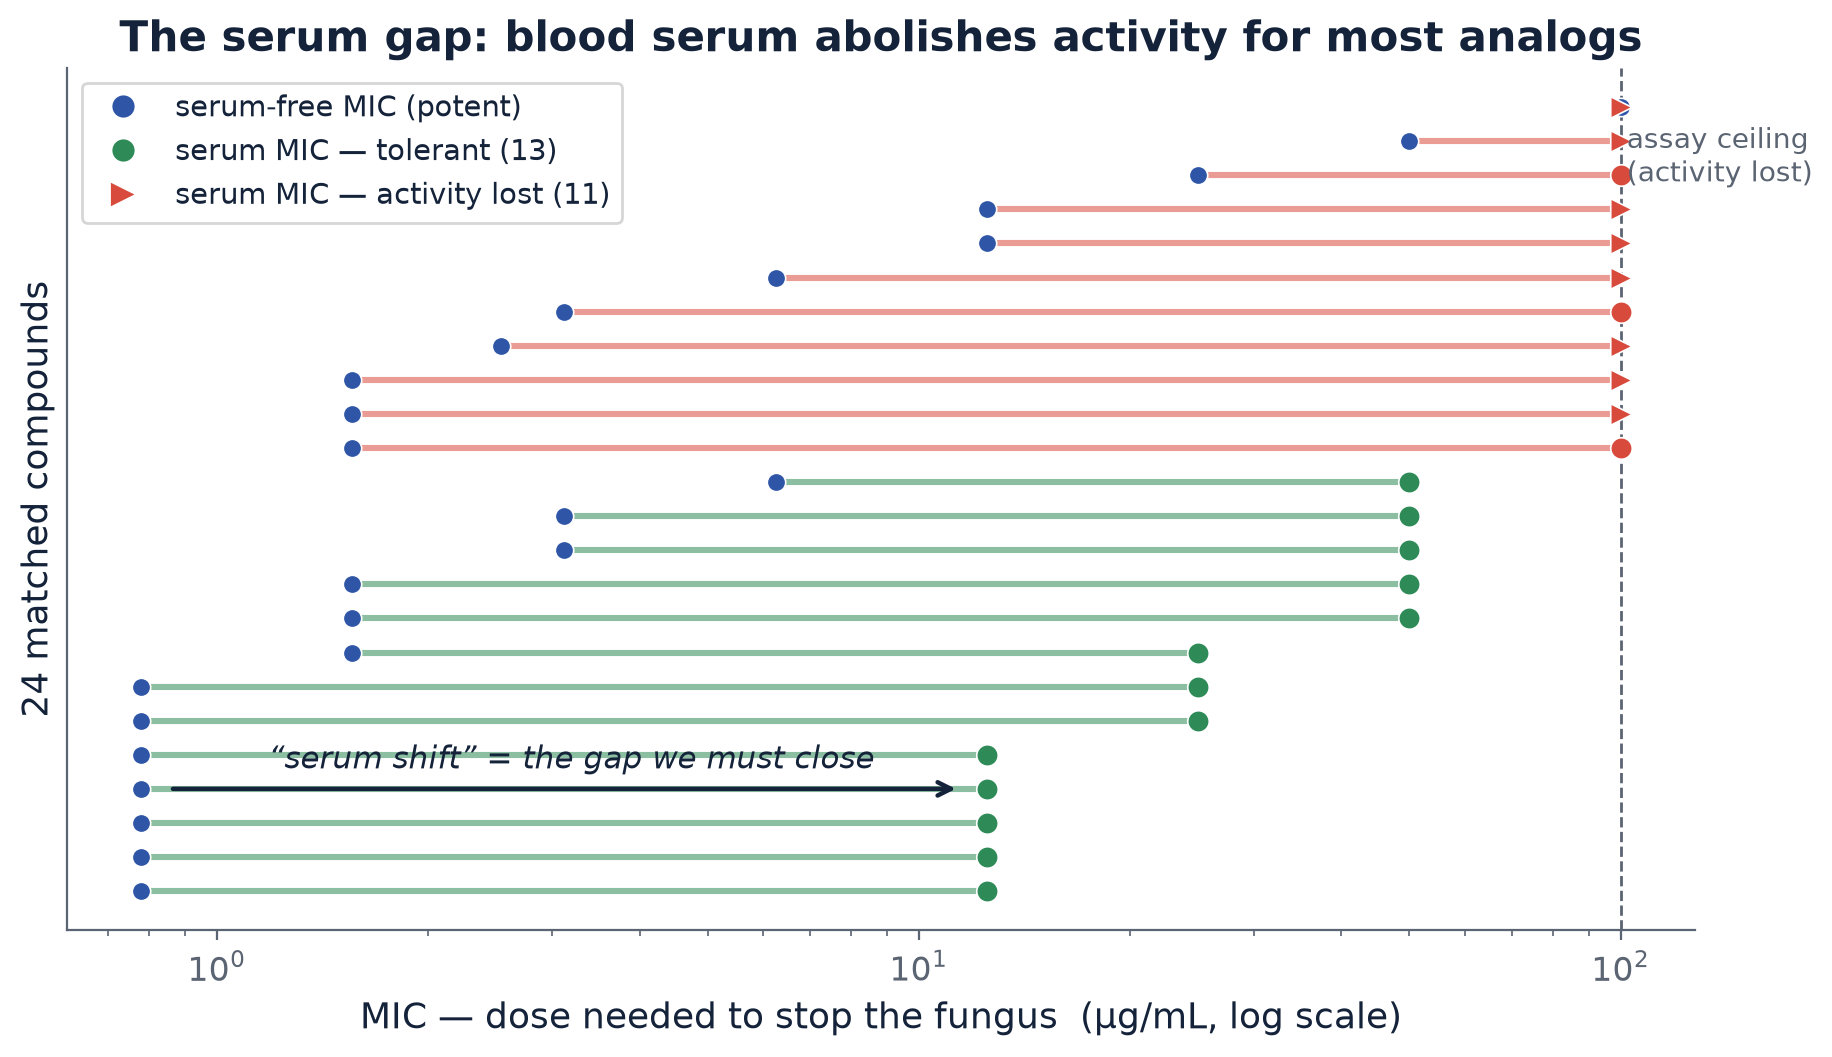 The serum gap: blood serum abolishes activity for most analogs
serum-free MIC (potent)
serum MIC — tolerant (13)
serum MIC — activity lost (11)
assay ceiling
(activity lost)
24 matched compounds
“serum shift” = the gap we must close
10⁰
10¹
10²
MIC — dose needed to stop the fungus (µg/mL, log scale)